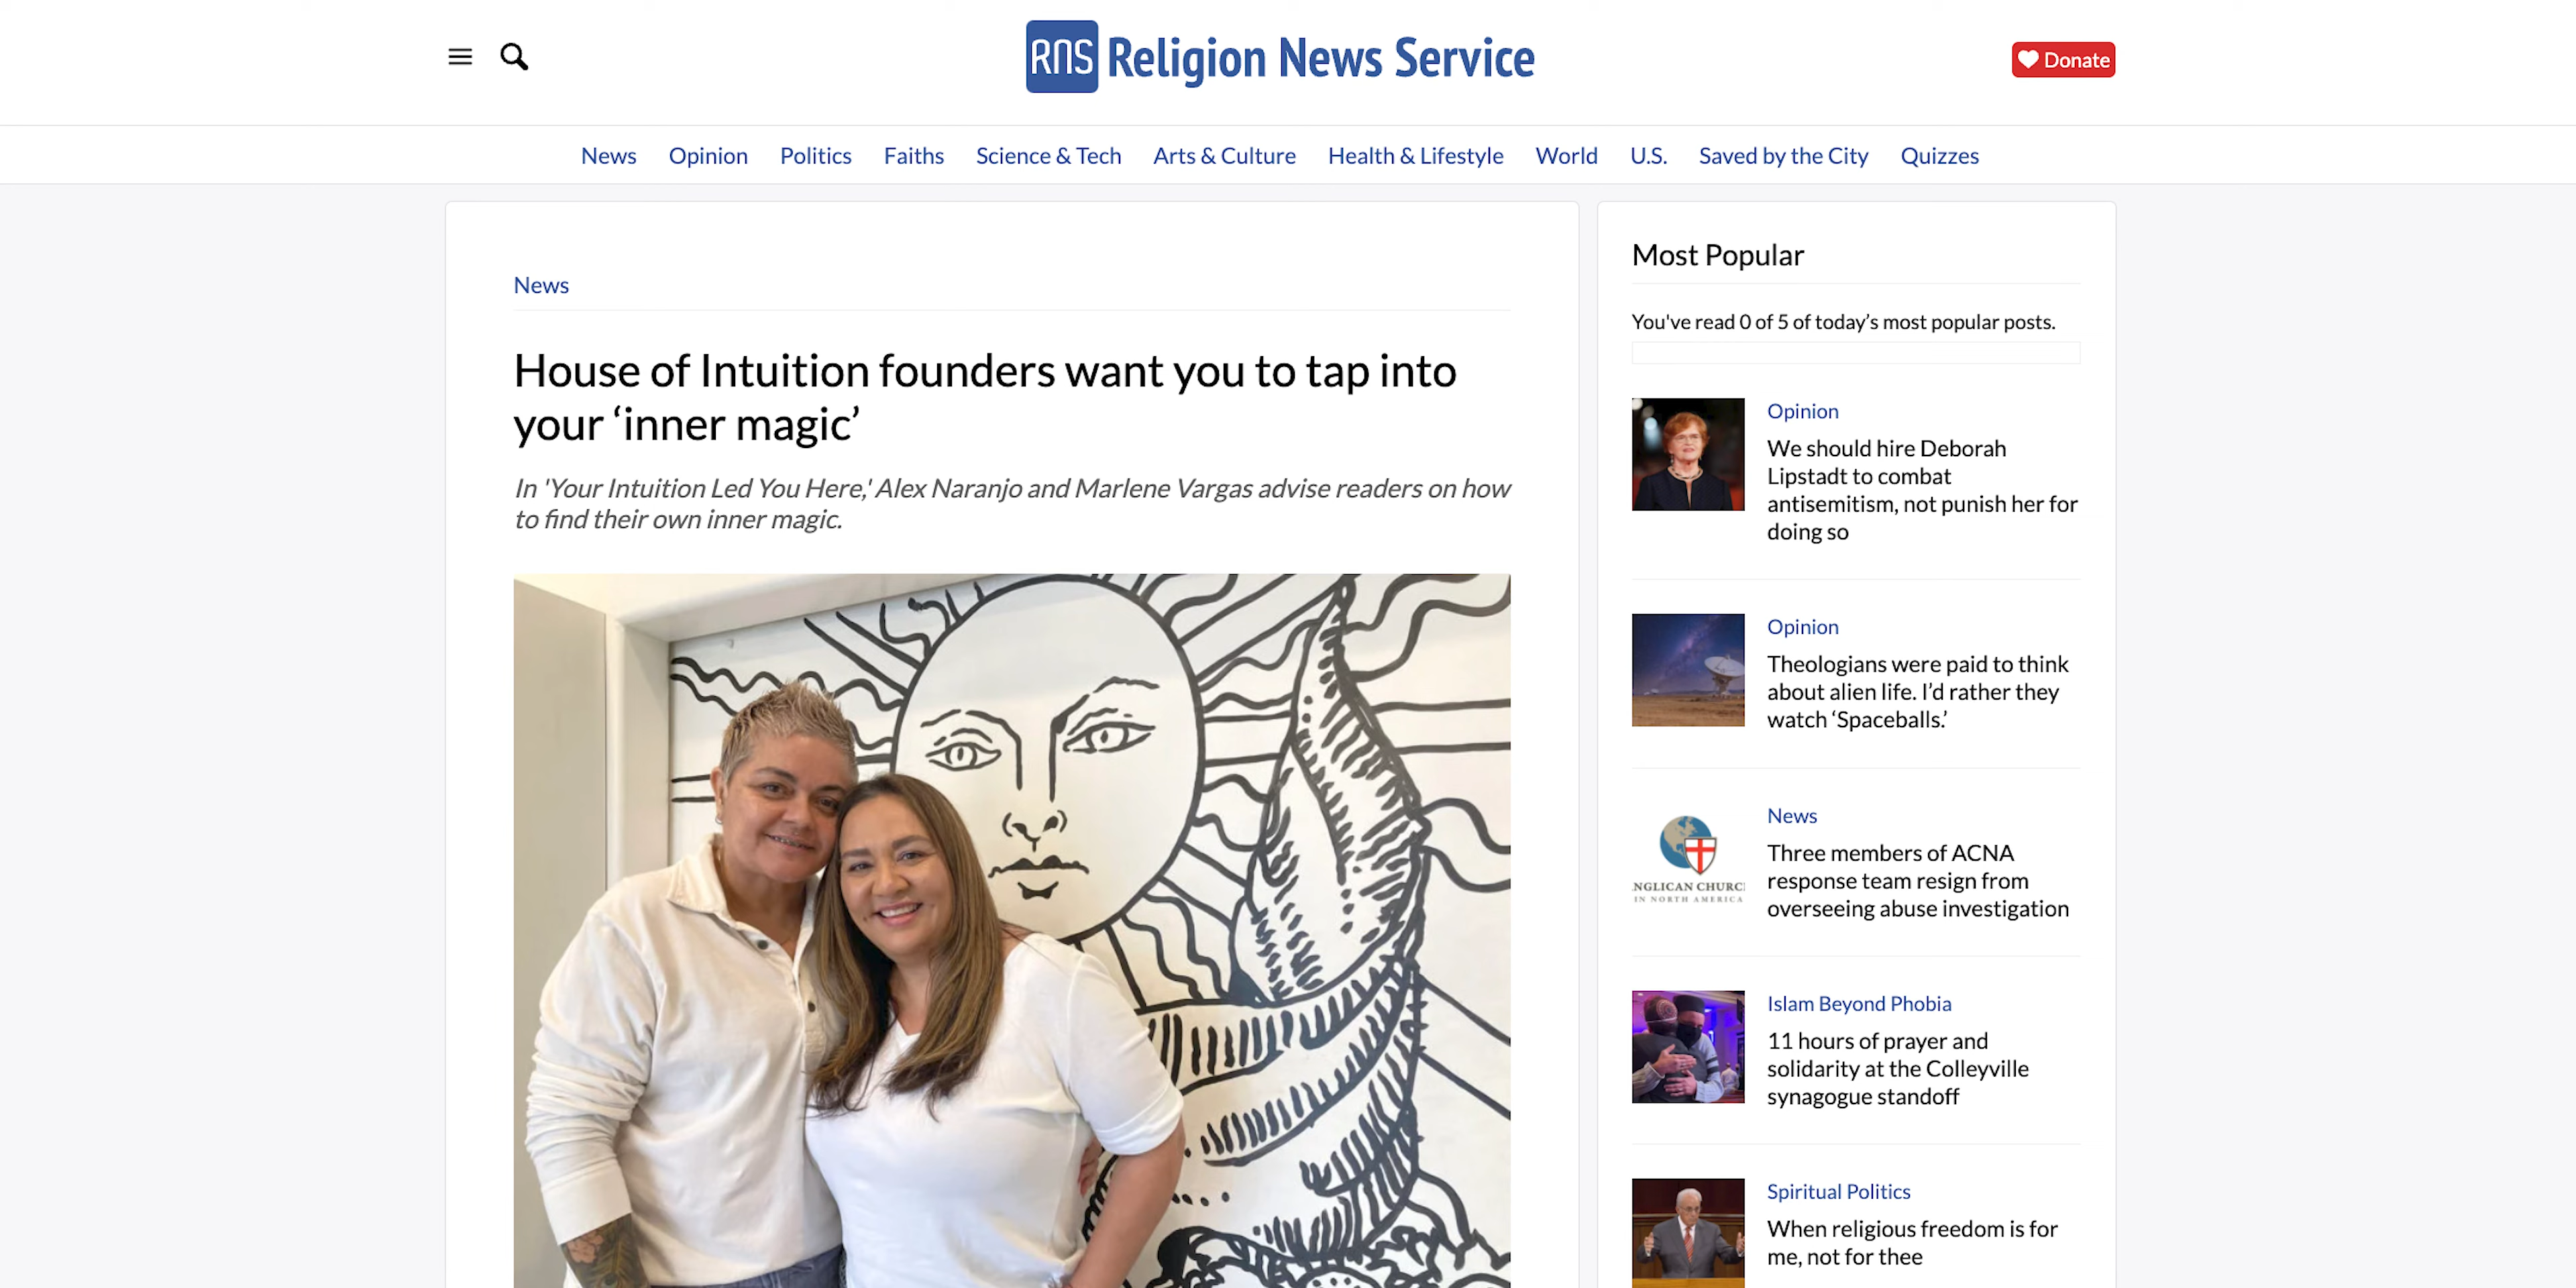 RNS Religion News Service
Donate
News Opinion Politics Faiths Science & Tech Arts & Culture Health & Lifestyle World U.S. Saved by the City Quizzes
News
House of Intuition founders want you to tap into
your ‘inner magic’
In 'Your Intuition Led You Here,' Alex Naranjo and Marlene Vargas advise readers on how
to find their own inner magic.
Most Popular
You've read 0 of 5 of today’s most popular posts.
Opinion
We should hire Deborah
Lipstadt to combat
antisemitism, not punish her for
doing so
Opinion
Theologians were paid to think
about alien life. I’d rather they
watch ‘Spaceballs.’
NGLICAN CHURC
IN NORTH AMERICA
News
Three members of ACNA
response team resign from
overseeing abuse investigation
Islam Beyond Phobia
11 hours of prayer and
solidarity at the Colleyville
synagogue standoff
Spiritual Politics
When religious freedom is for
me, not for thee